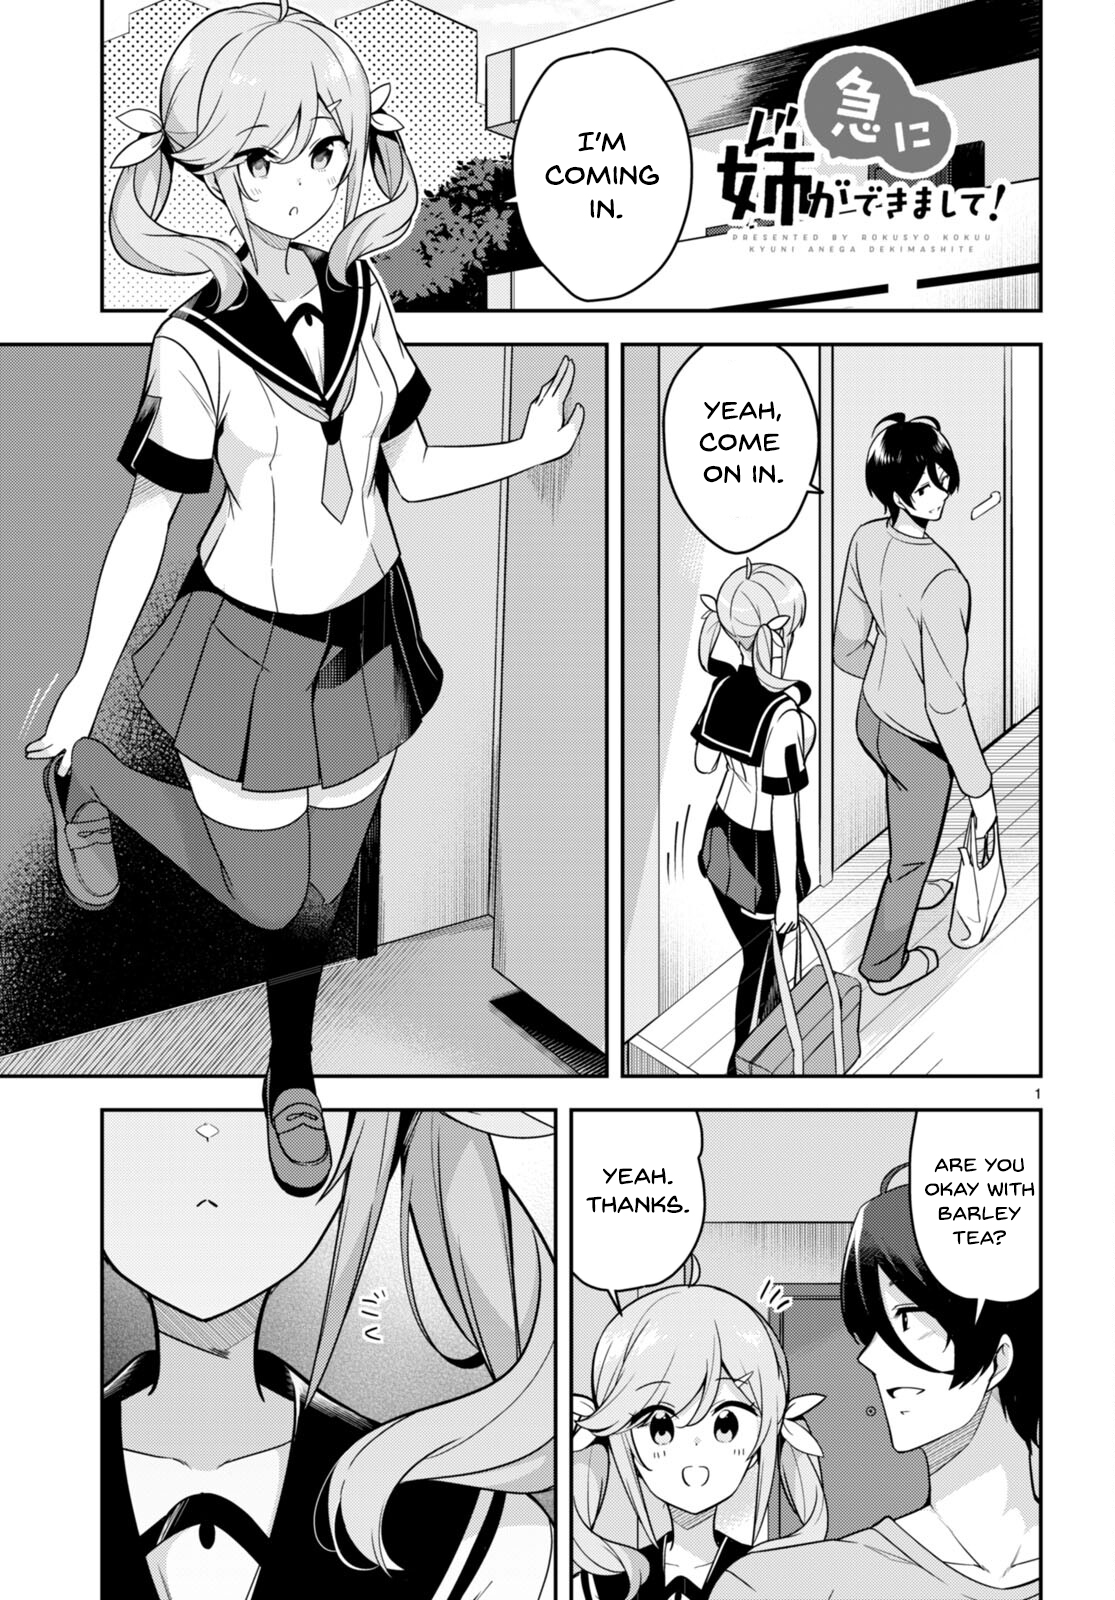 急に
姉ができまして!
PRESENTED BY ROKUSYO KOKUU
KYUNI ANEGA DEKIMASHITE
I'M
COMING
IN.
YEAH,
COME
ON IN.
1
ARE YOU
OKAY WITH
BARLEY
TEA?
YEAH.
THANKS.